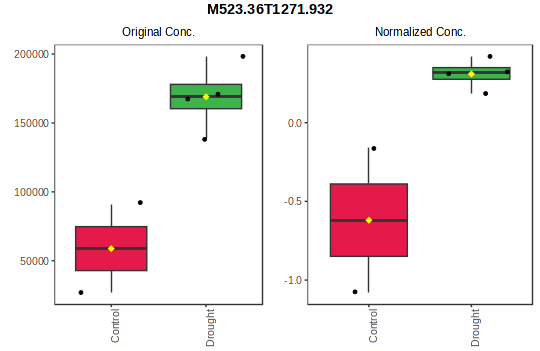 M523.36T1271.932
Original Conc.
Normalized Conc.
200000
150000
100000
50000
0.0
-0.5
-1.0
Control
Drought
Control
Drought